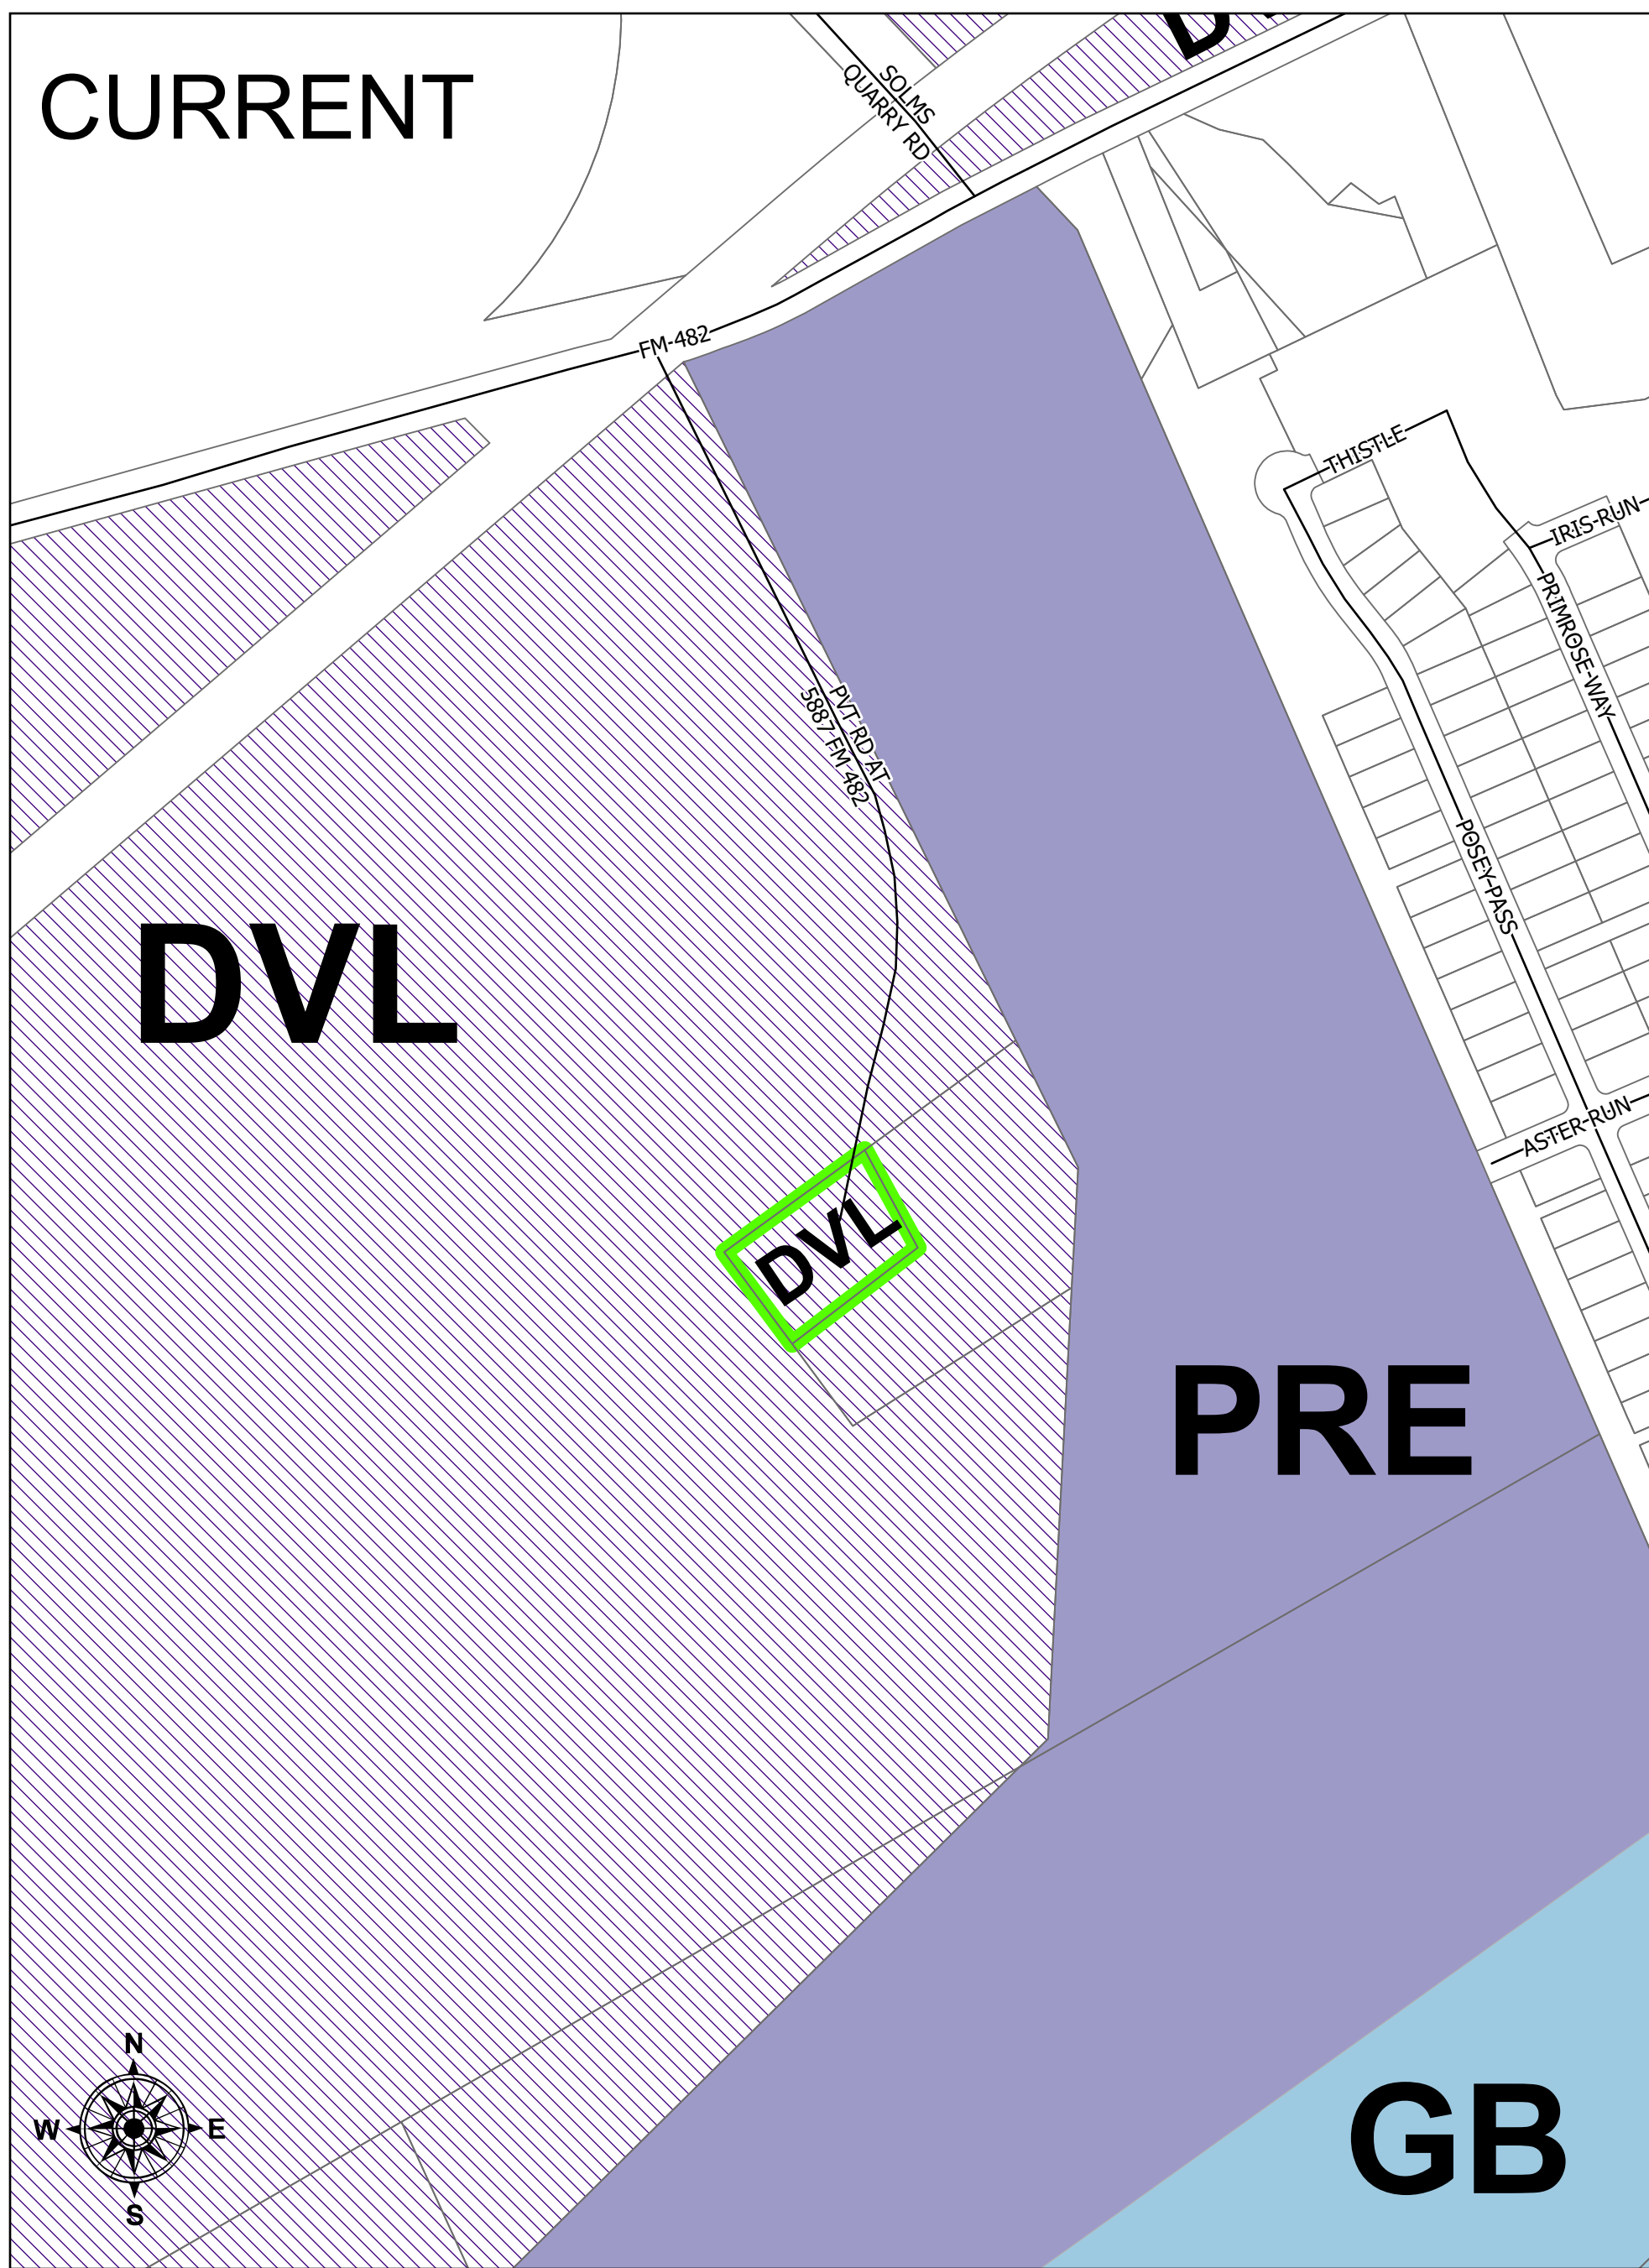 CURRENT
SOLMS
QUARRY RD
FM-482
THISTLE
IRIS-RUN
PRIMROSE-WAY
PVT RD AT
5887 FM 482
POSEY-PASS
DVL
ASTER-RUN
DVL
PRE
N
W E
S
GB